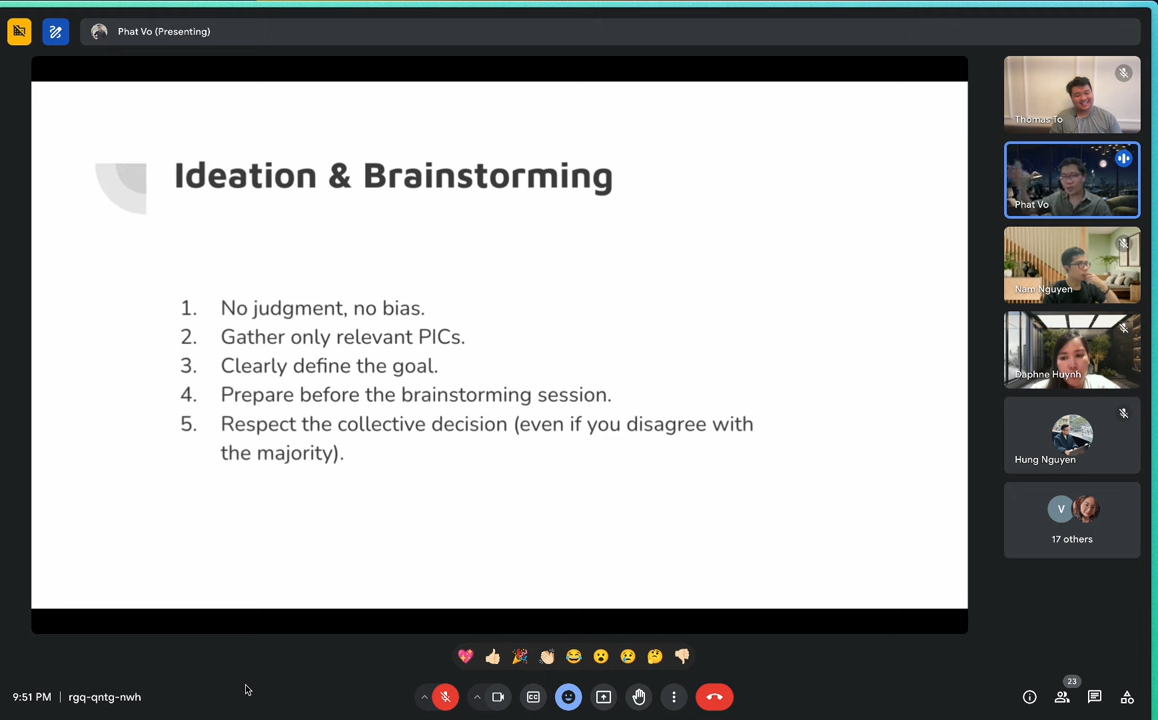 Phat Vo (Presenting)
Ideation & Brainstorming
1. No judgment, no bias.
2. Gather only relevant PICs.
3. Clearly define the goal.
4. Prepare before the brainstorming session.
5. Respect the collective decision (even if you disagree with
the majority).
Thomas To
Phat Vo
Nam Nguyen
Daphne Huynh
Hung Nguyen
V
17 others
9:51 PM | rgq-qntg-nwh
CC
23